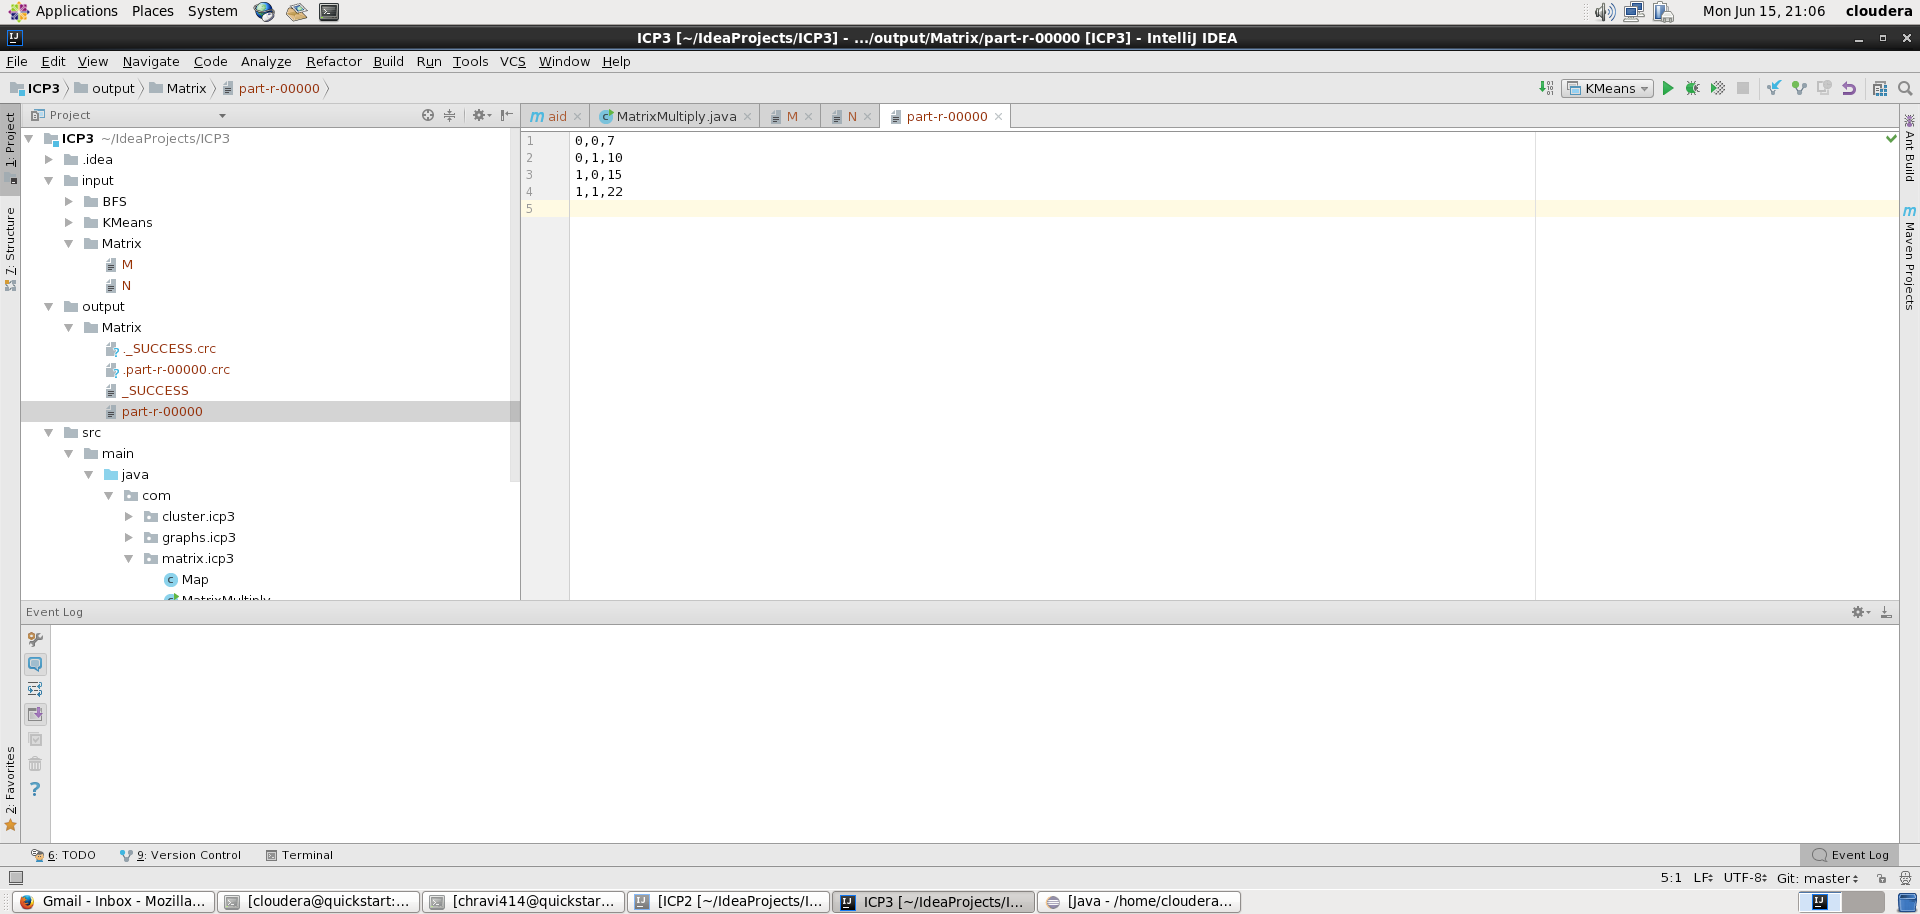 Applications Places System Mon Jun 15, 21:06 cloudera
ICP3 [~/IdeaProjects/ICP3] - .../output/Matrix/part-r-00000 [ICP3] - IntelliJ IDEA
File Edit View Navigate Code Analyze Refactor Build Run Tools VCS Window Help
ICP3 output Matrix part-r-00000 KMeans
Project
m aid MatrixMultiply.java M N part-r-00000
ICP3 ~/IdeaProjects/ICP3
.idea
input
BFS
KMeans
Matrix
M
N
output
Matrix
._SUCCESS.crc
.part-r-00000.crc
_SUCCESS
part-r-00000
src
main
java
com
cluster.icp3
graphs.icp3
matrix.icp3
Map
MatrixMultiply
1 0,0,7
2 0,1,10
3 1,0,15
4 1,1,22
5
1: Project
7: Structure
2: Favorites
Ant Build
Maven Projects
Event Log
6: TODO 9: Version Control Terminal Event Log
5:1 LF UTF-8 Git: master
Gmail - Inbox - Mozilla... [cloudera@quickstart:... [chravi414@quickstar... [ICP2 [~/IdeaProjects/I... ICP3 [~/IdeaProjects/I... [Java - /home/cloudera...